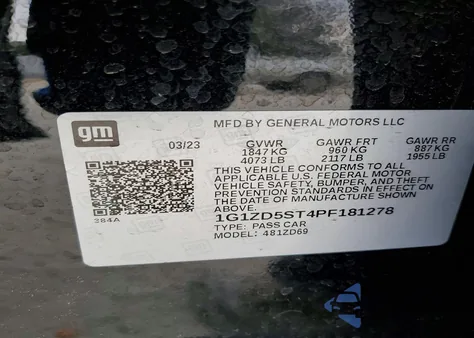 gm
MFD BY GENERAL MOTORS LLC
03/23 GVWR GAWR FRT GAWR RR
1847 KG 960 KG 887 KG
4073 LB 2117 LB 1955 LB
THIS VEHICLE CONFORMS TO ALL
APPLICABLE U.S. FEDERAL MOTOR
VEHICLE SAFETY, BUMPER, AND THEFT
PREVENTION STANDARDS IN EFFECT ON
THE DATE OF MANUFACTURE SHOWN
ABOVE.
1G1ZD5ST4PF181278
TYPE: PASS CAR
MODEL: 481ZD69
384A